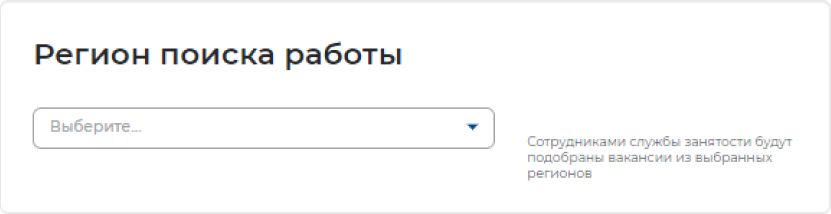 Регион поиска работы
Выберите...
Сотрудниками службы занятости будут
подобраны вакансии из выбранных
регионов